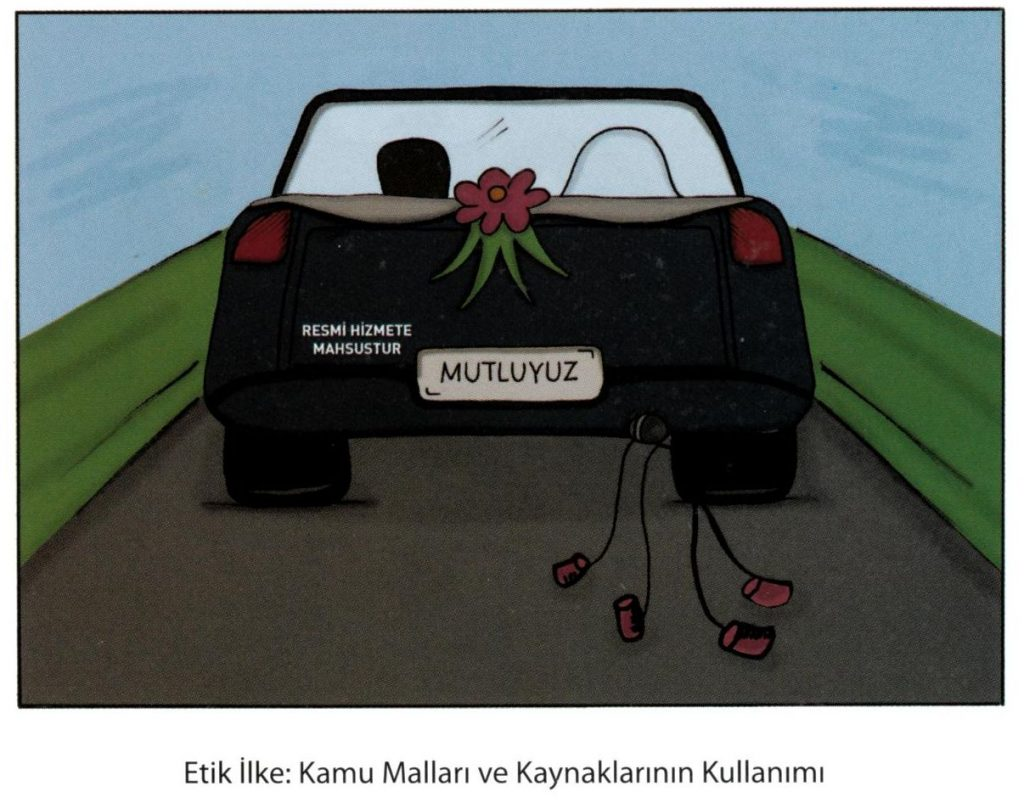 RESMİ HİZMETE
MAHSUSTUR
MUTLUYUZ
Etik İlke: Kamu Malları ve Kaynaklarının Kullanımı